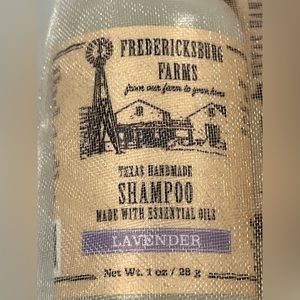 FREDERICKSBURG
FARMS
from our farm to your home
TEXAS HANDMADE
SHAMPOO
MADE WITH ESSENTIAL OILS
LAVENDER
Net Wt. 1 oz / 28 g